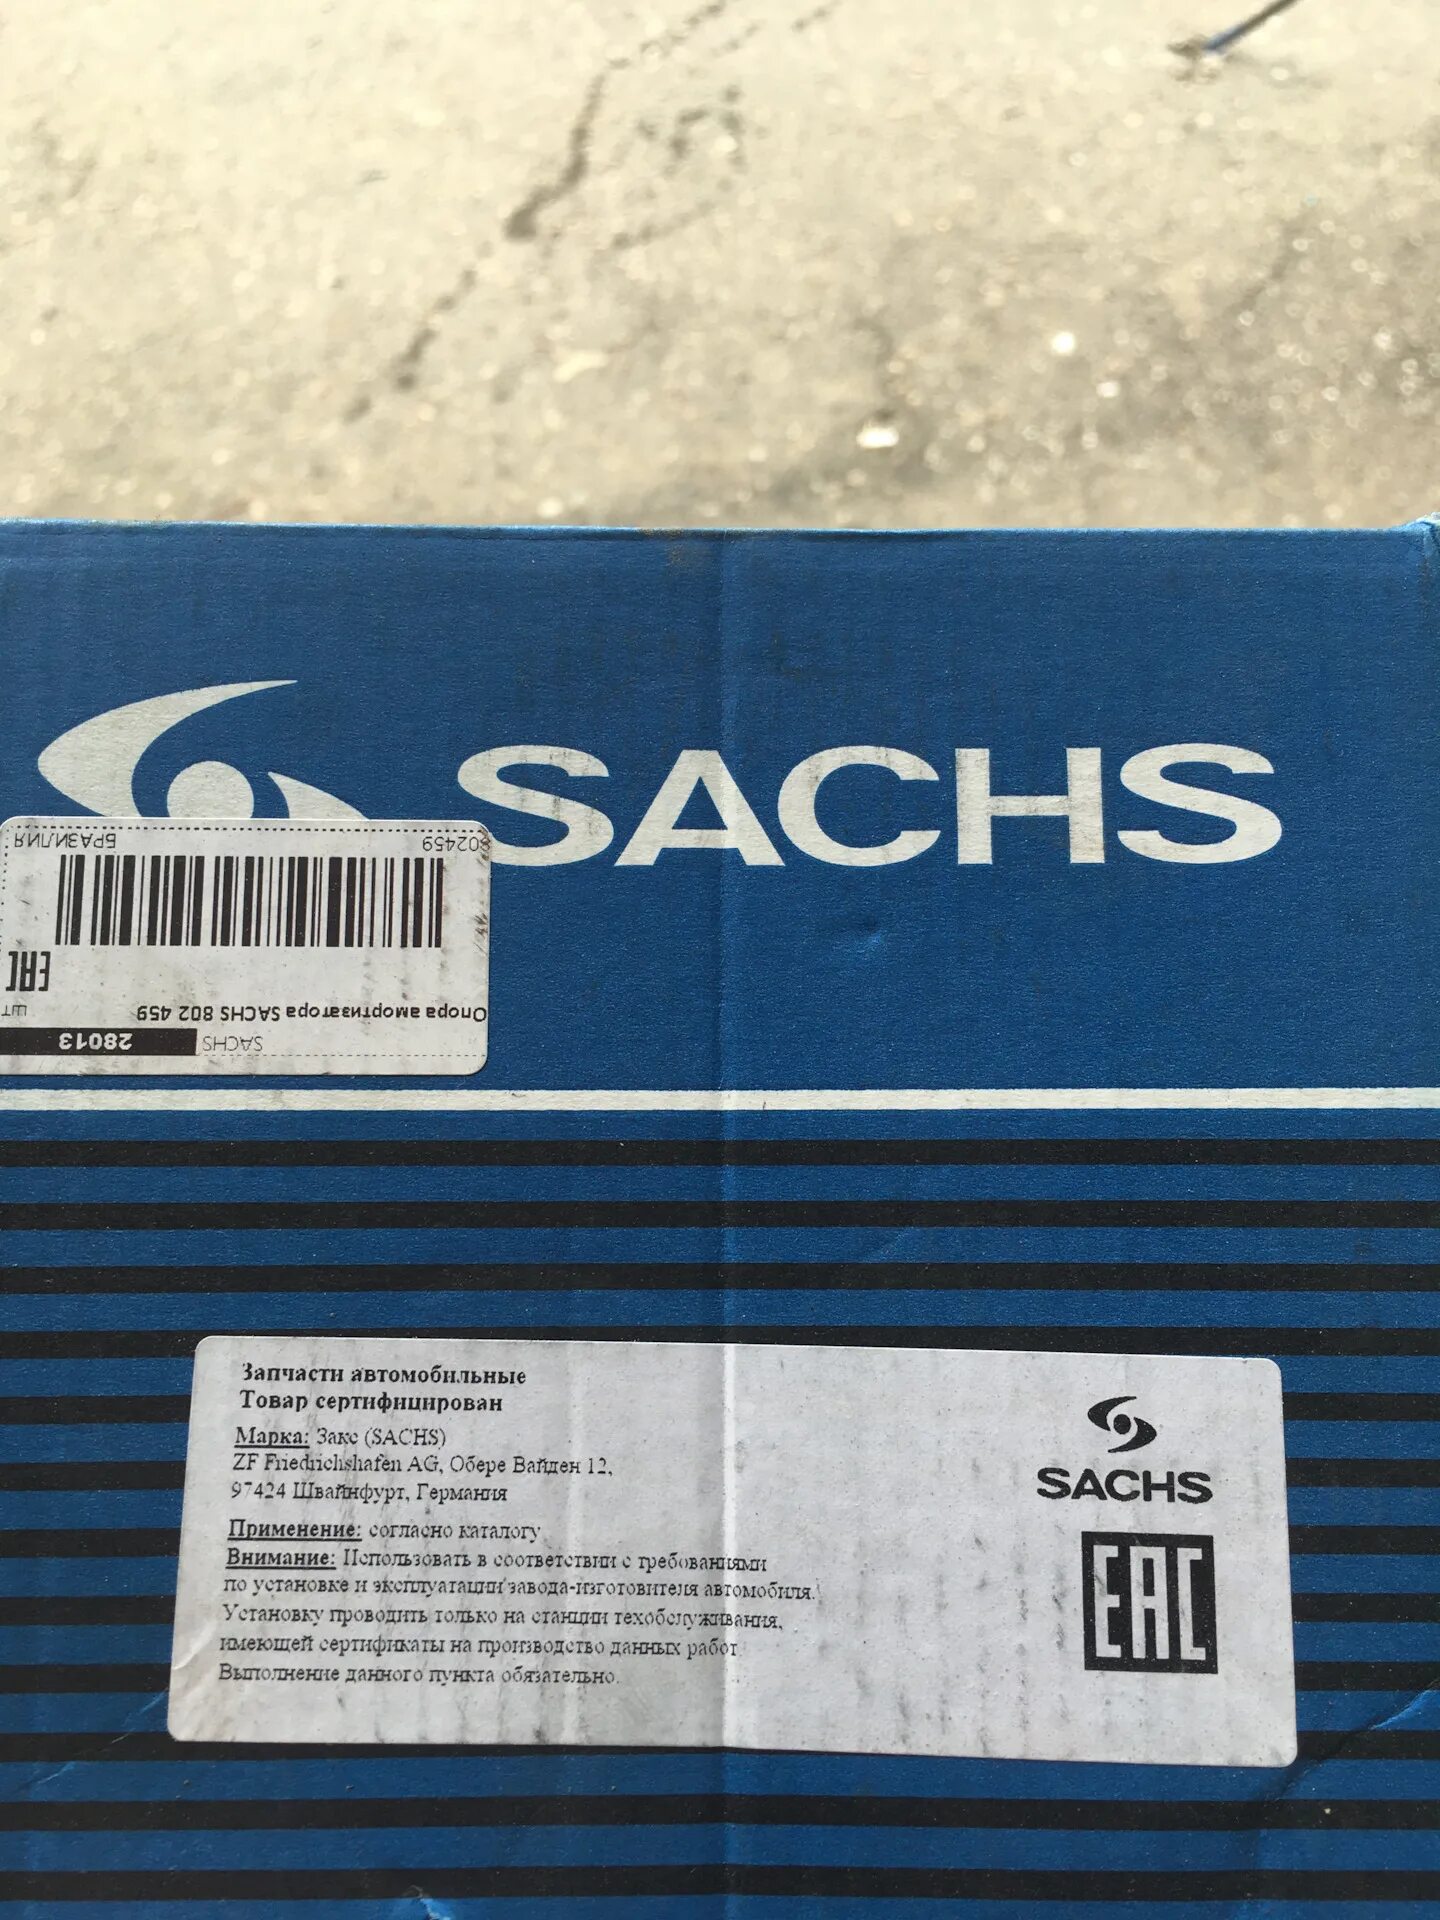 SACHS
802459 БРАЗИЛИЯ
EAC
Опора амортизатора SACHS 802 459 шт
SACHS 28013
Запчасти автомобильные
Товар сертифицирован
Марка: Закс (SACHS)
ZF Friedrichshafen AG, Обере Вайден 12,
97424 Швайнфурт, Германия
Применение: согласно каталогу
Внимание: Использовать в соответствии с требованиями
по установке и эксплуатации завода-изготовителя автомобиля.
Установку проводить только на станции техобслуживания,
имеющей сертификаты на производство данных работ
Выполнение данного пункта обязательно.
SACHS
EAC